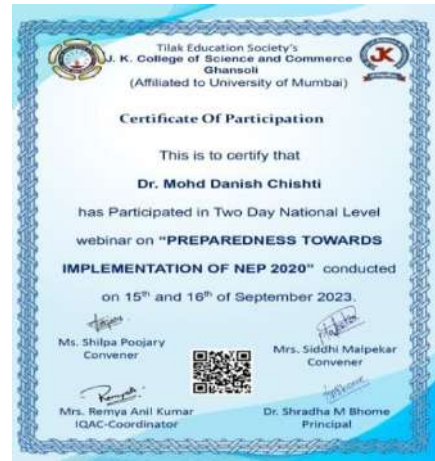 Tilak Education Society's
J. K. College of Science and Commerce
Ghansoli
(Affiliated to University of Mumbai)
JK
Certificate Of Participation
This is to certify that
Dr. Mohd Danish Chishti
has Participated in Two Day National Level
webinar on "PREPAREDNESS TOWARDS
IMPLEMENTATION OF NEP 2020" conducted
on 15th and 16th of September 2023.
Ms. Shilpa Poojary
Convener
Mrs. Siddhi Malpekar
Convener
Mrs. Remya Anil Kumar
IQAC-Coordinator
Dr. Shradha M Bhome
Principal